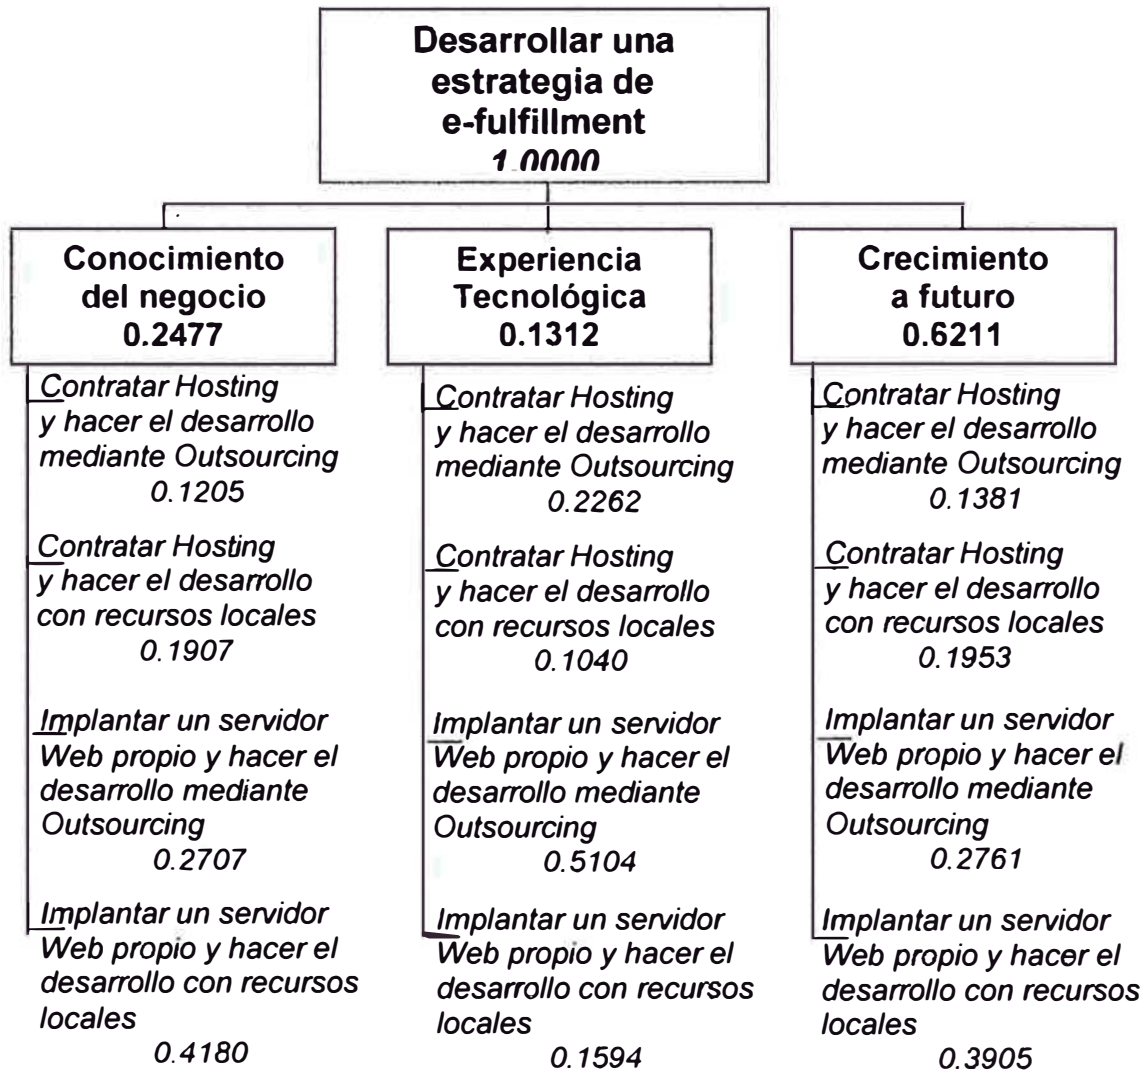 Desarrollar una
estrategia de
e-fulfillment
1.0000
Conocimiento
del negocio
0.2477
Contratar Hosting
y hacer el desarrollo
mediante Outsourcing
0.1205
Contratar Hosting
y hacer el desarrollo
con recursos locales
0.1907
Implantar un servidor
Web propio y hacer el
desarrollo mediante
Outsourcing
0.2707
Implantar un servidor
Web propio y hacer el
desarrollo con recursos
locales
0.4180
Experiencia
Tecnológica
0.1312
Contratar Hosting
y hacer el desarrollo
mediante Outsourcing
0.2262
Contratar Hosting
y hacer el desarrollo
con recursos locales
0.1040
Implantar un servidor
Web propio y hacer el
desarrollo mediante
Outsourcing
0.5104
Implantar un servidor
Web propio y hacer el
desarrollo con recursos
locales
0.1594
Crecimiento
a futuro
0.6211
Contratar Hosting
y hacer el desarrollo
mediante Outsourcing
0.1381
Contratar Hosting
y hacer el desarrollo
con recursos locales
0.1953
Implantar un servidor
Web propio y hacer el
desarrollo mediante
Outsourcing
0.2761
Implantar un servidor
Web propio y hacer el
desarrollo con recursos
locales
0.3905